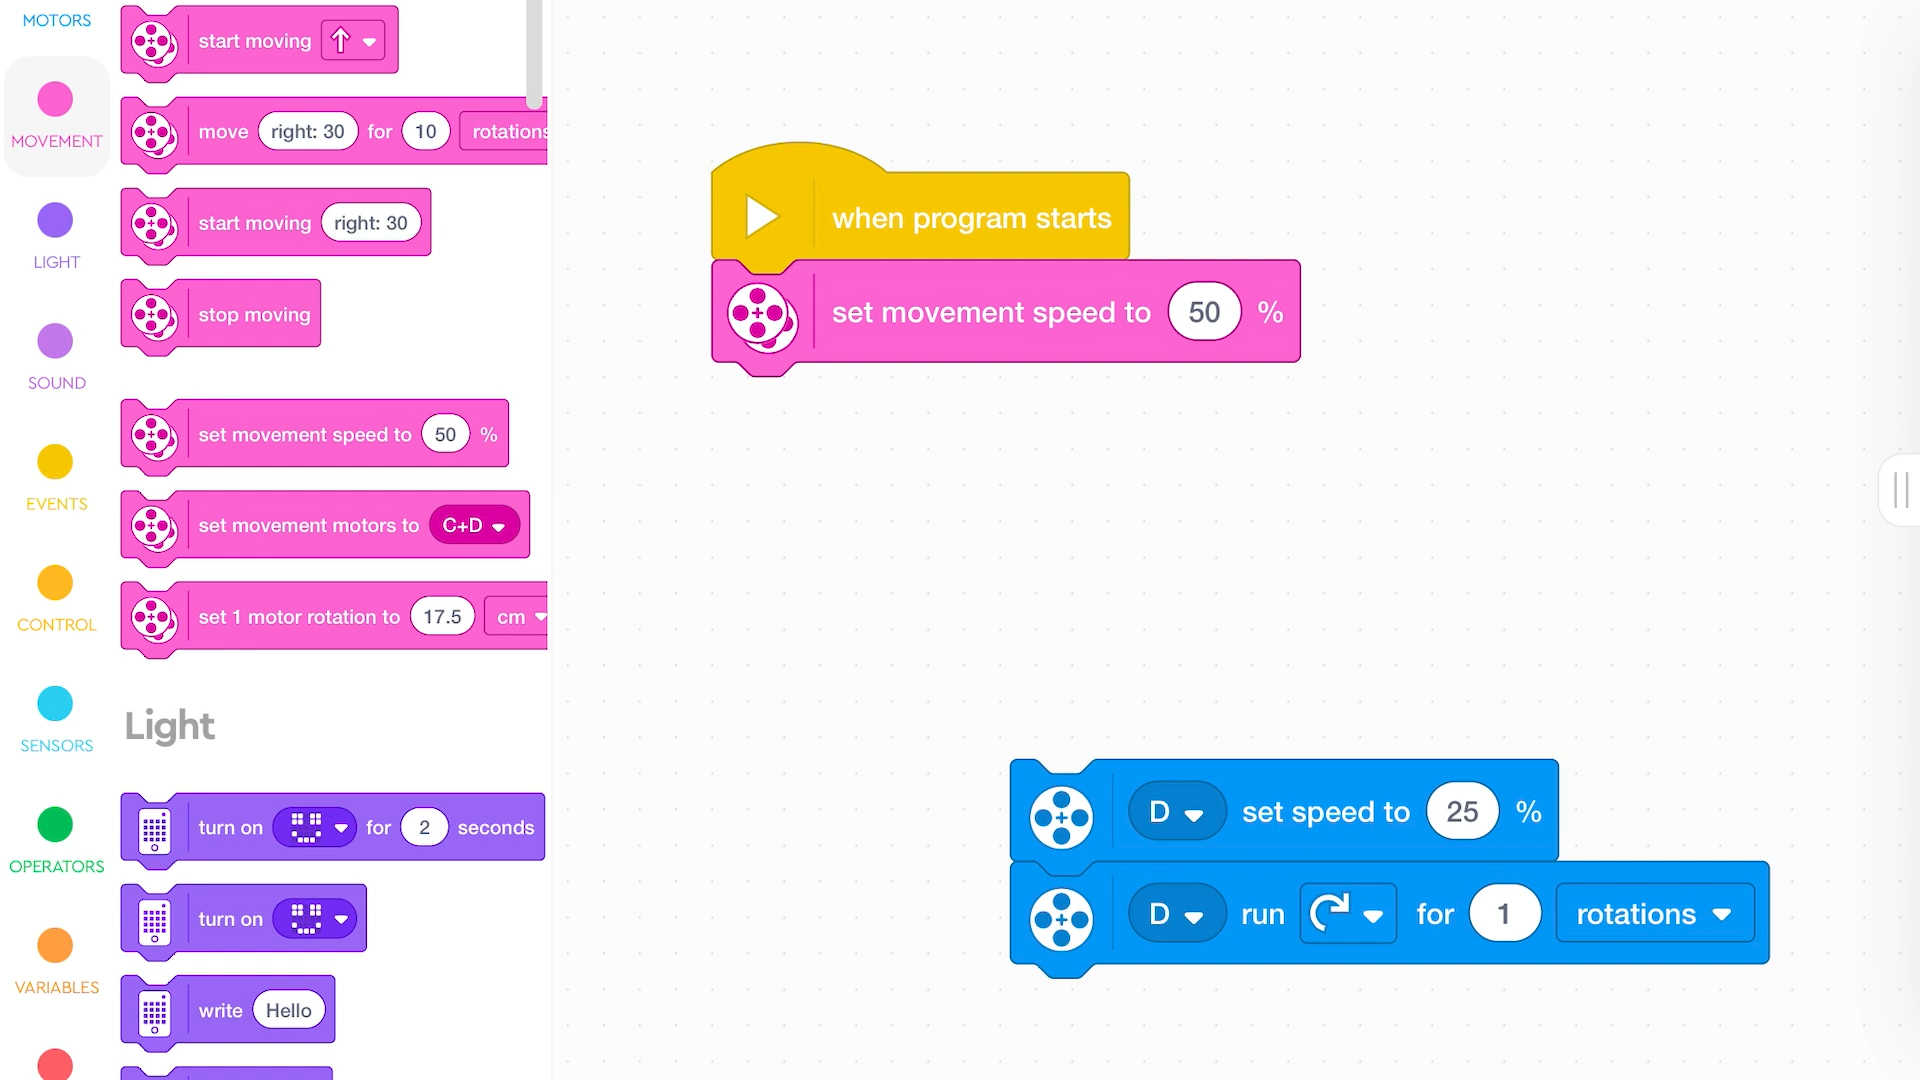 MOTORS
MOVEMENT
LIGHT
SOUND
EVENTS
CONTROL
SENSORS
OPERATORS
VARIABLES
start moving
move right: 30 for 10 rotations
start moving right: 30
stop moving
set movement speed to 50 %
set movement motors to C+D
set 1 motor rotation to 17.5 cm
Light
turn on for 2 seconds
turn on
write Hello
when program starts
set movement speed to 50 %
D set speed to 25 %
D run for 1 rotations